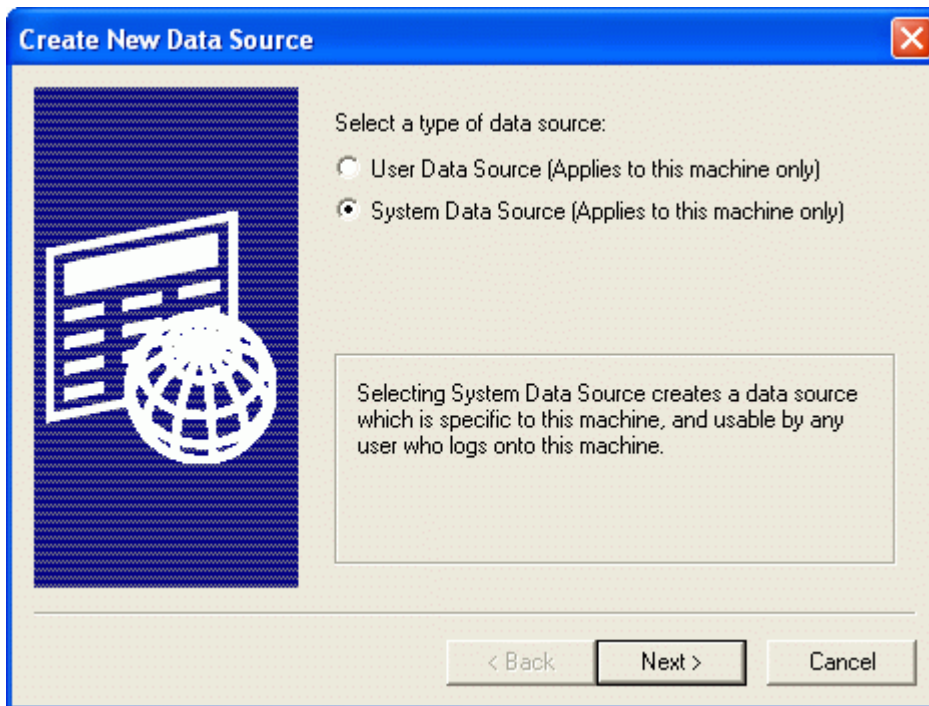 Create New Data Source
Select a type of data source:
User Data Source (Applies to this machine only)
System Data Source (Applies to this machine only)
Selecting System Data Source creates a data source
which is specific to this machine, and usable by any
user who logs onto this machine.
< Back Next > Cancel